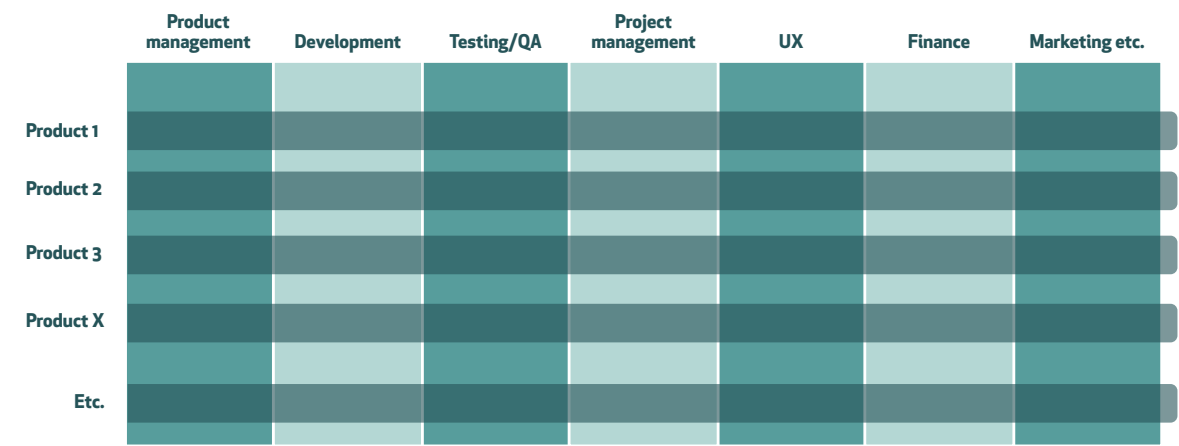 Product management
Development
Testing/QA
Project management
UX
Finance
Marketing etc.
Product 1
Product 2
Product 3
Product X
Etc.